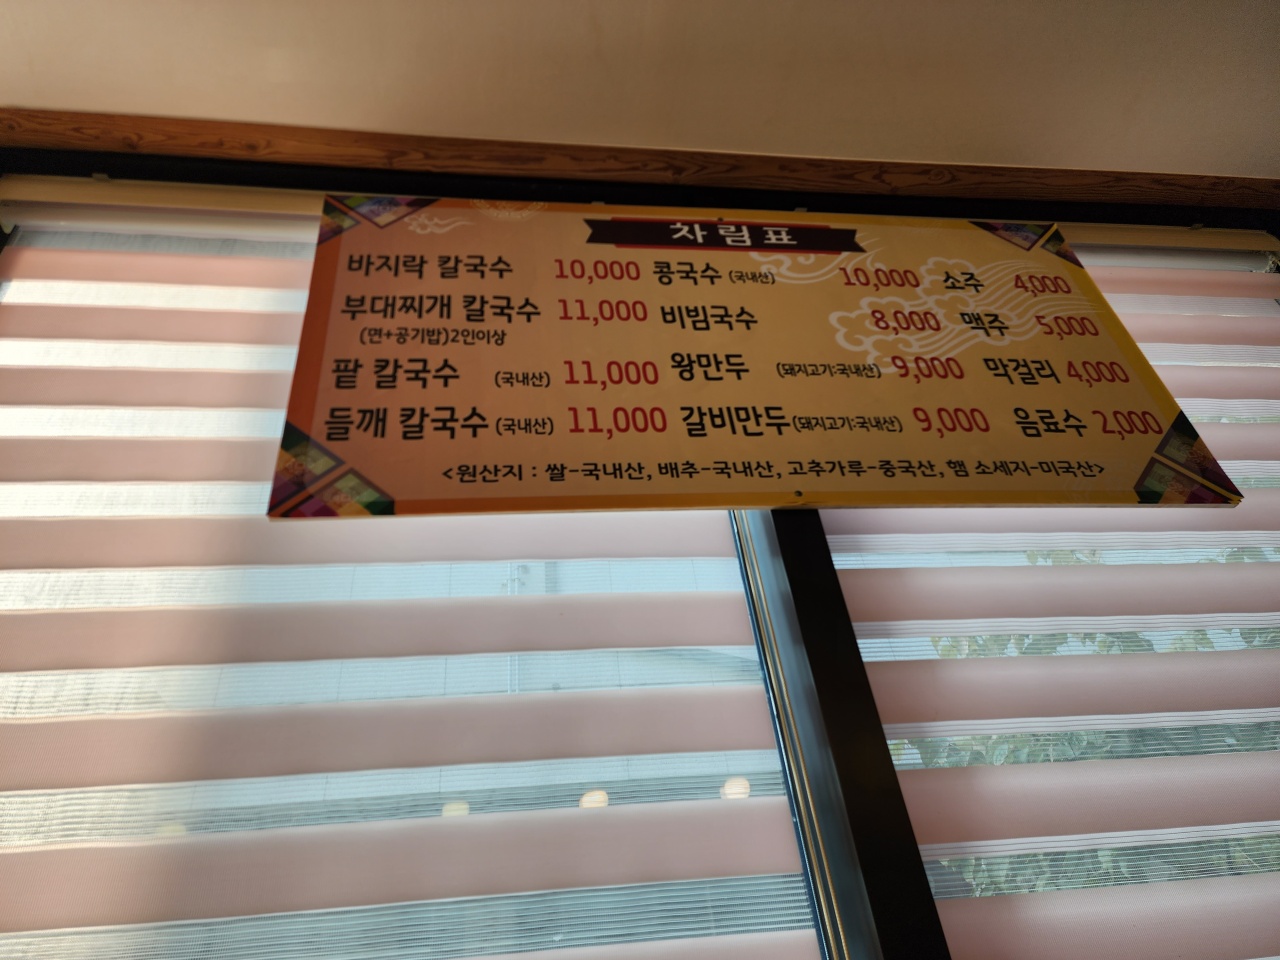 차림표
바지락 칼국수 10,000 콩국수 (국내산) 10,000 소주 4,000
부대찌개 칼국수 11,000 비빔국수 8,000 맥주 5,000
(면+공기밥)2인이상
팥 칼국수 (국내산) 11,000 왕만두 (돼지고기:국내산) 9,000 막걸리 4,000
들깨 칼국수 (국내산) 11,000 갈비만두 (돼지고기:국내산) 9,000 음료수 2,000
<원산지 : 쌀-국내산, 배추-국내산, 고추가루-중국산, 햄 소세지-미국산>